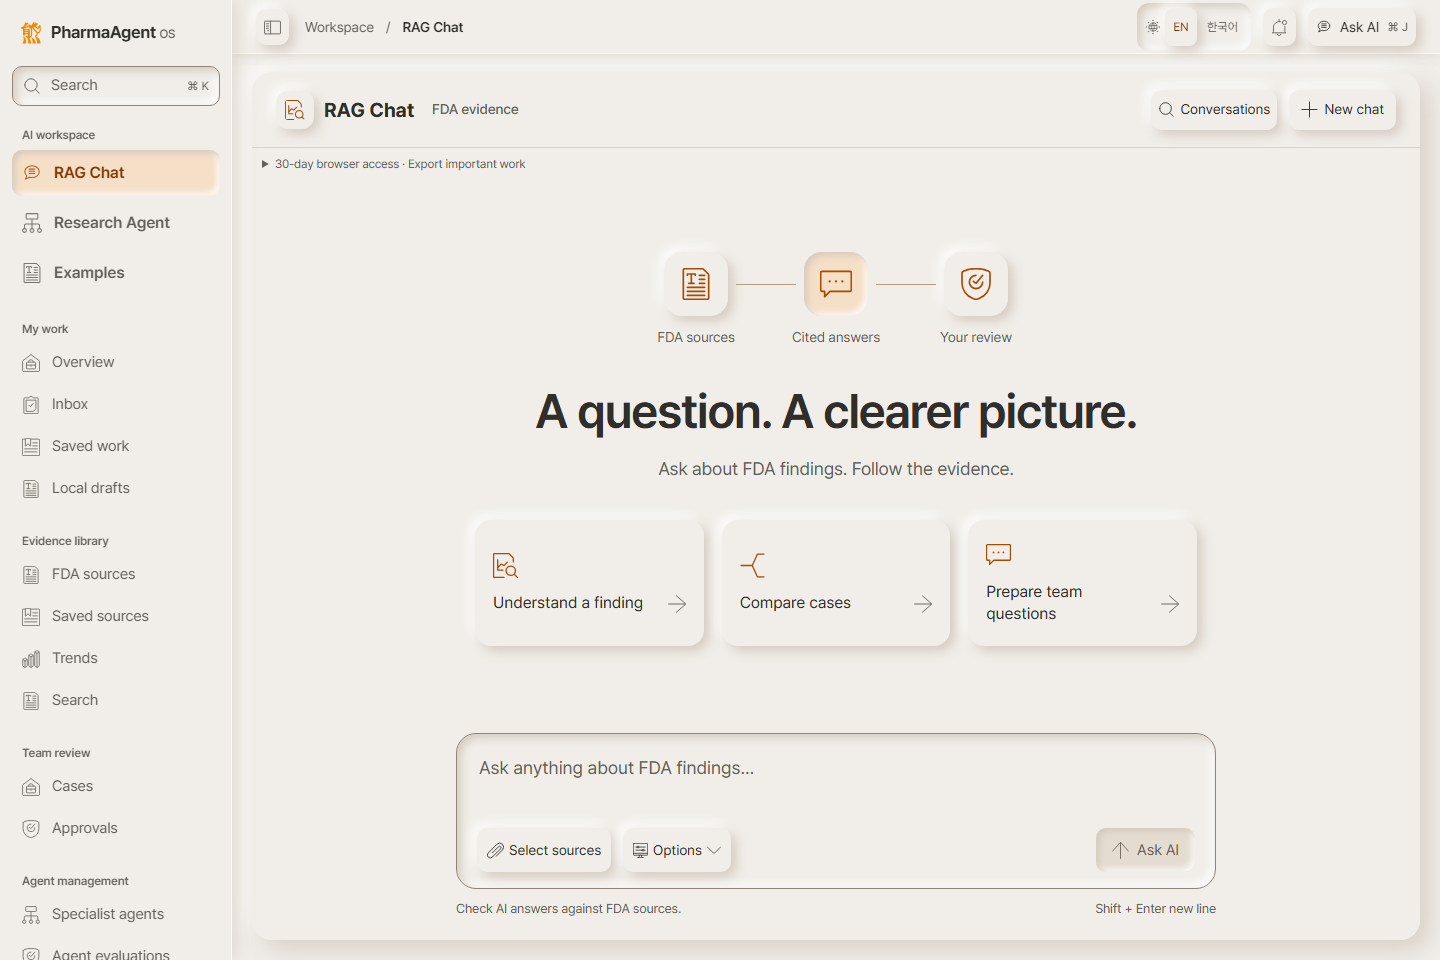 PharmaAgent OS
Search ⌘ K
AI workspace
RAG Chat
Research Agent
Examples
My work
Overview
Inbox
Saved work
Local drafts
Evidence library
FDA sources
Saved sources
Trends
Search
Team review
Cases
Approvals
Agent management
Specialist agents
Agent evaluations
Workspace / RAG Chat
EN 한국어
Ask AI ⌘ J
RAG Chat FDA evidence
Conversations
New chat
30-day browser access · Export important work
FDA sources
Cited answers
Your review
A question. A clearer picture.
Ask about FDA findings. Follow the evidence.
Understand a finding
Compare cases
Prepare team
questions
Ask anything about FDA findings...
Select sources
Options
Ask AI
Check AI answers against FDA sources.
Shift + Enter new line